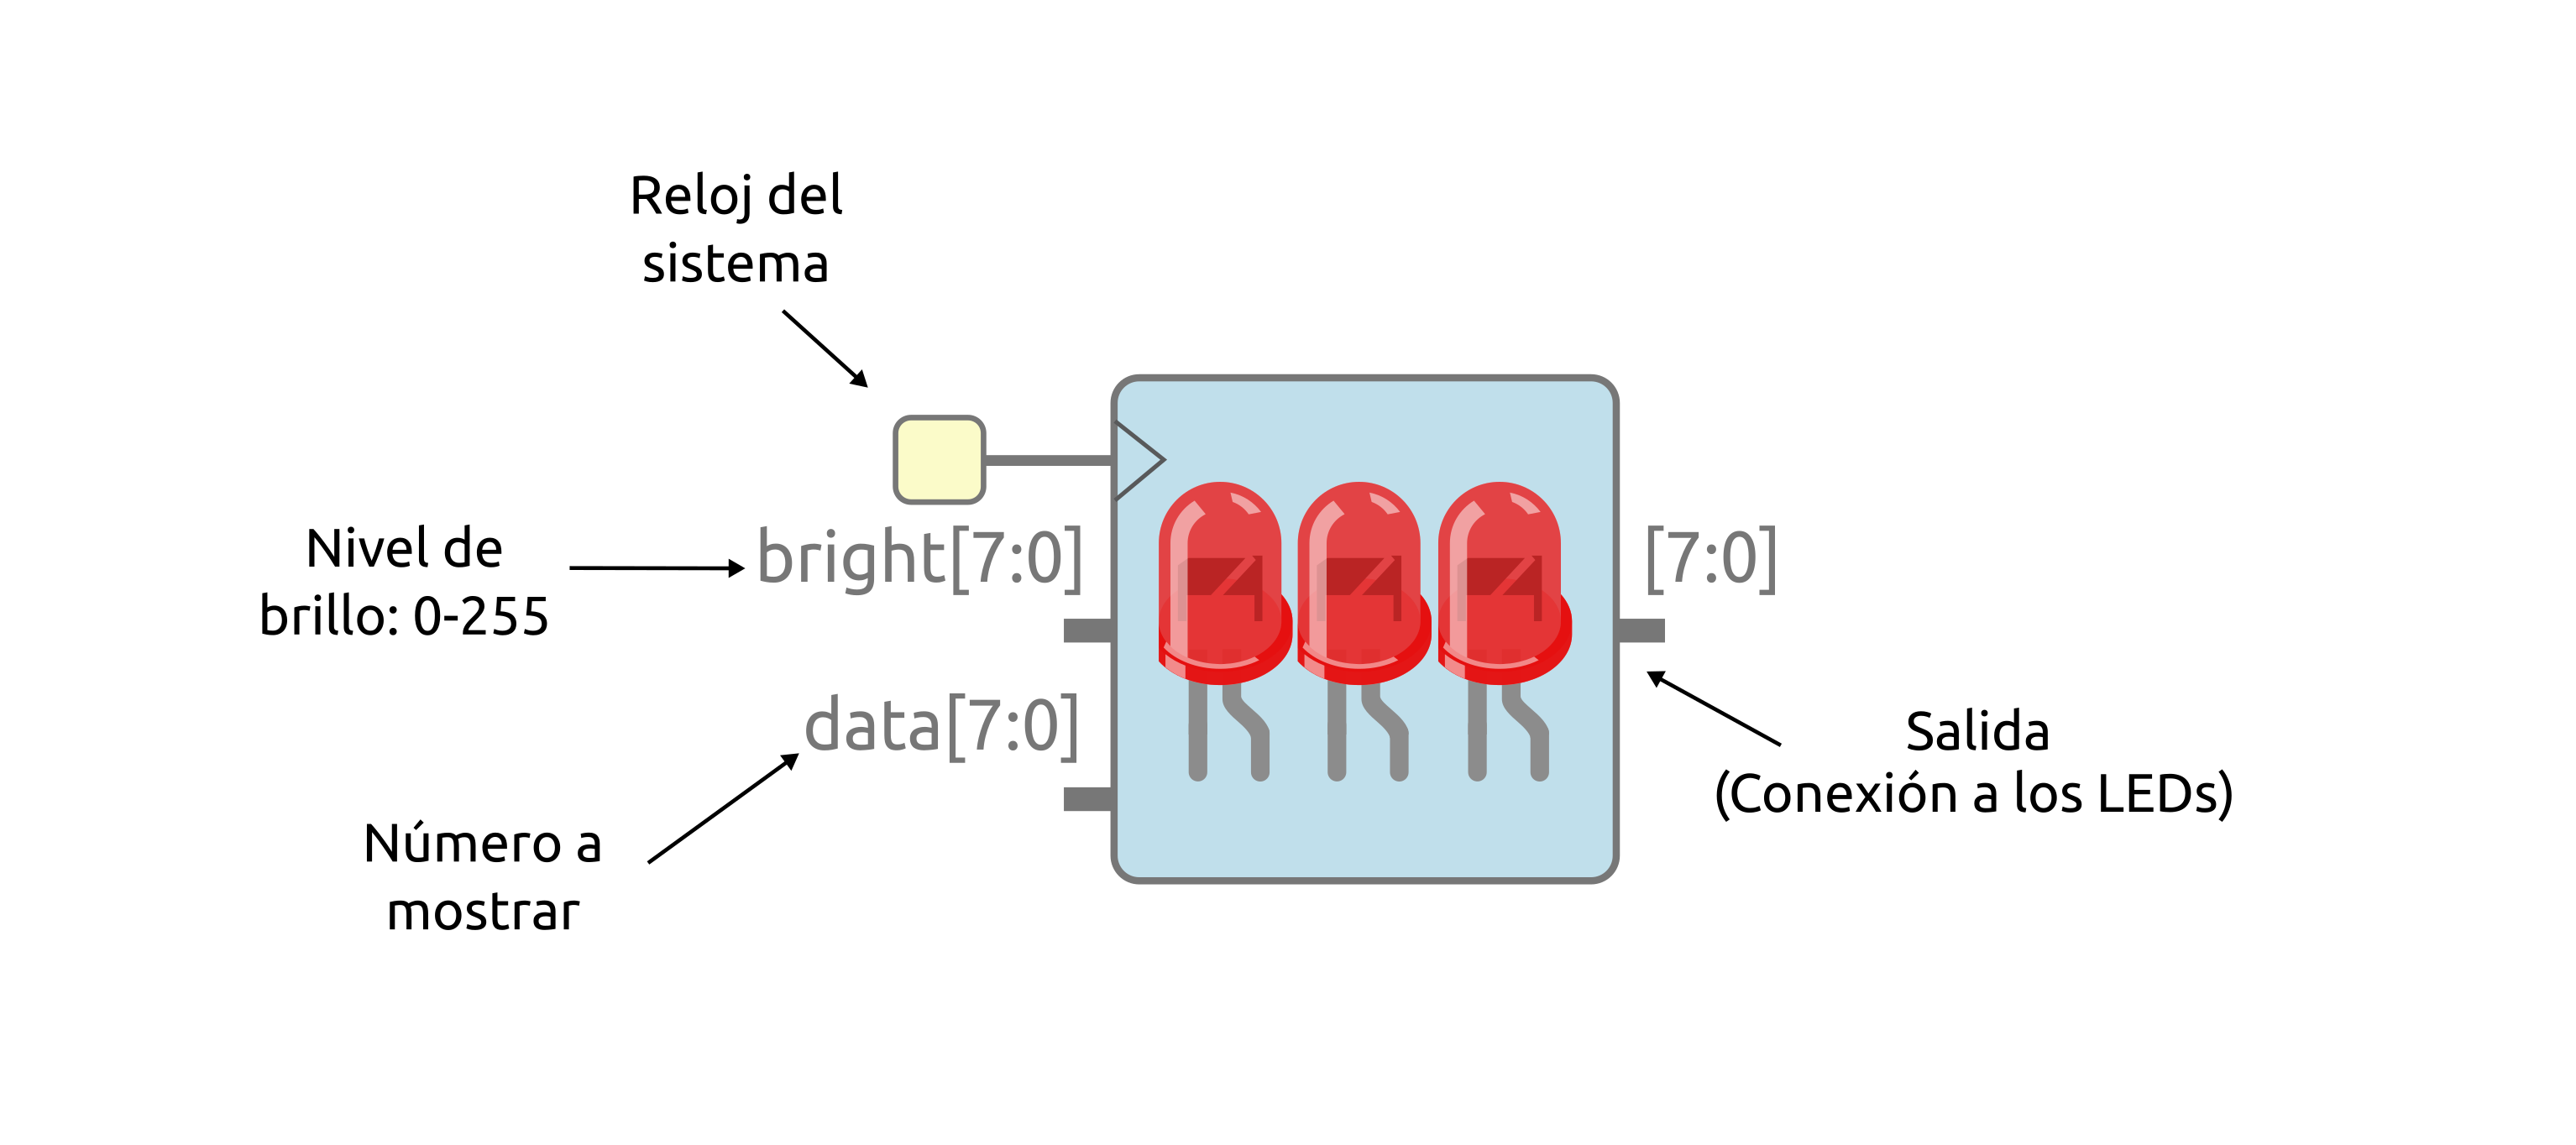 Reloj del
sistema
Nivel de
brillo: 0-255
bright[7:0]
[7:0]
data[7:0]
Número a
mostrar
Salida
(Conexión a los LEDs)